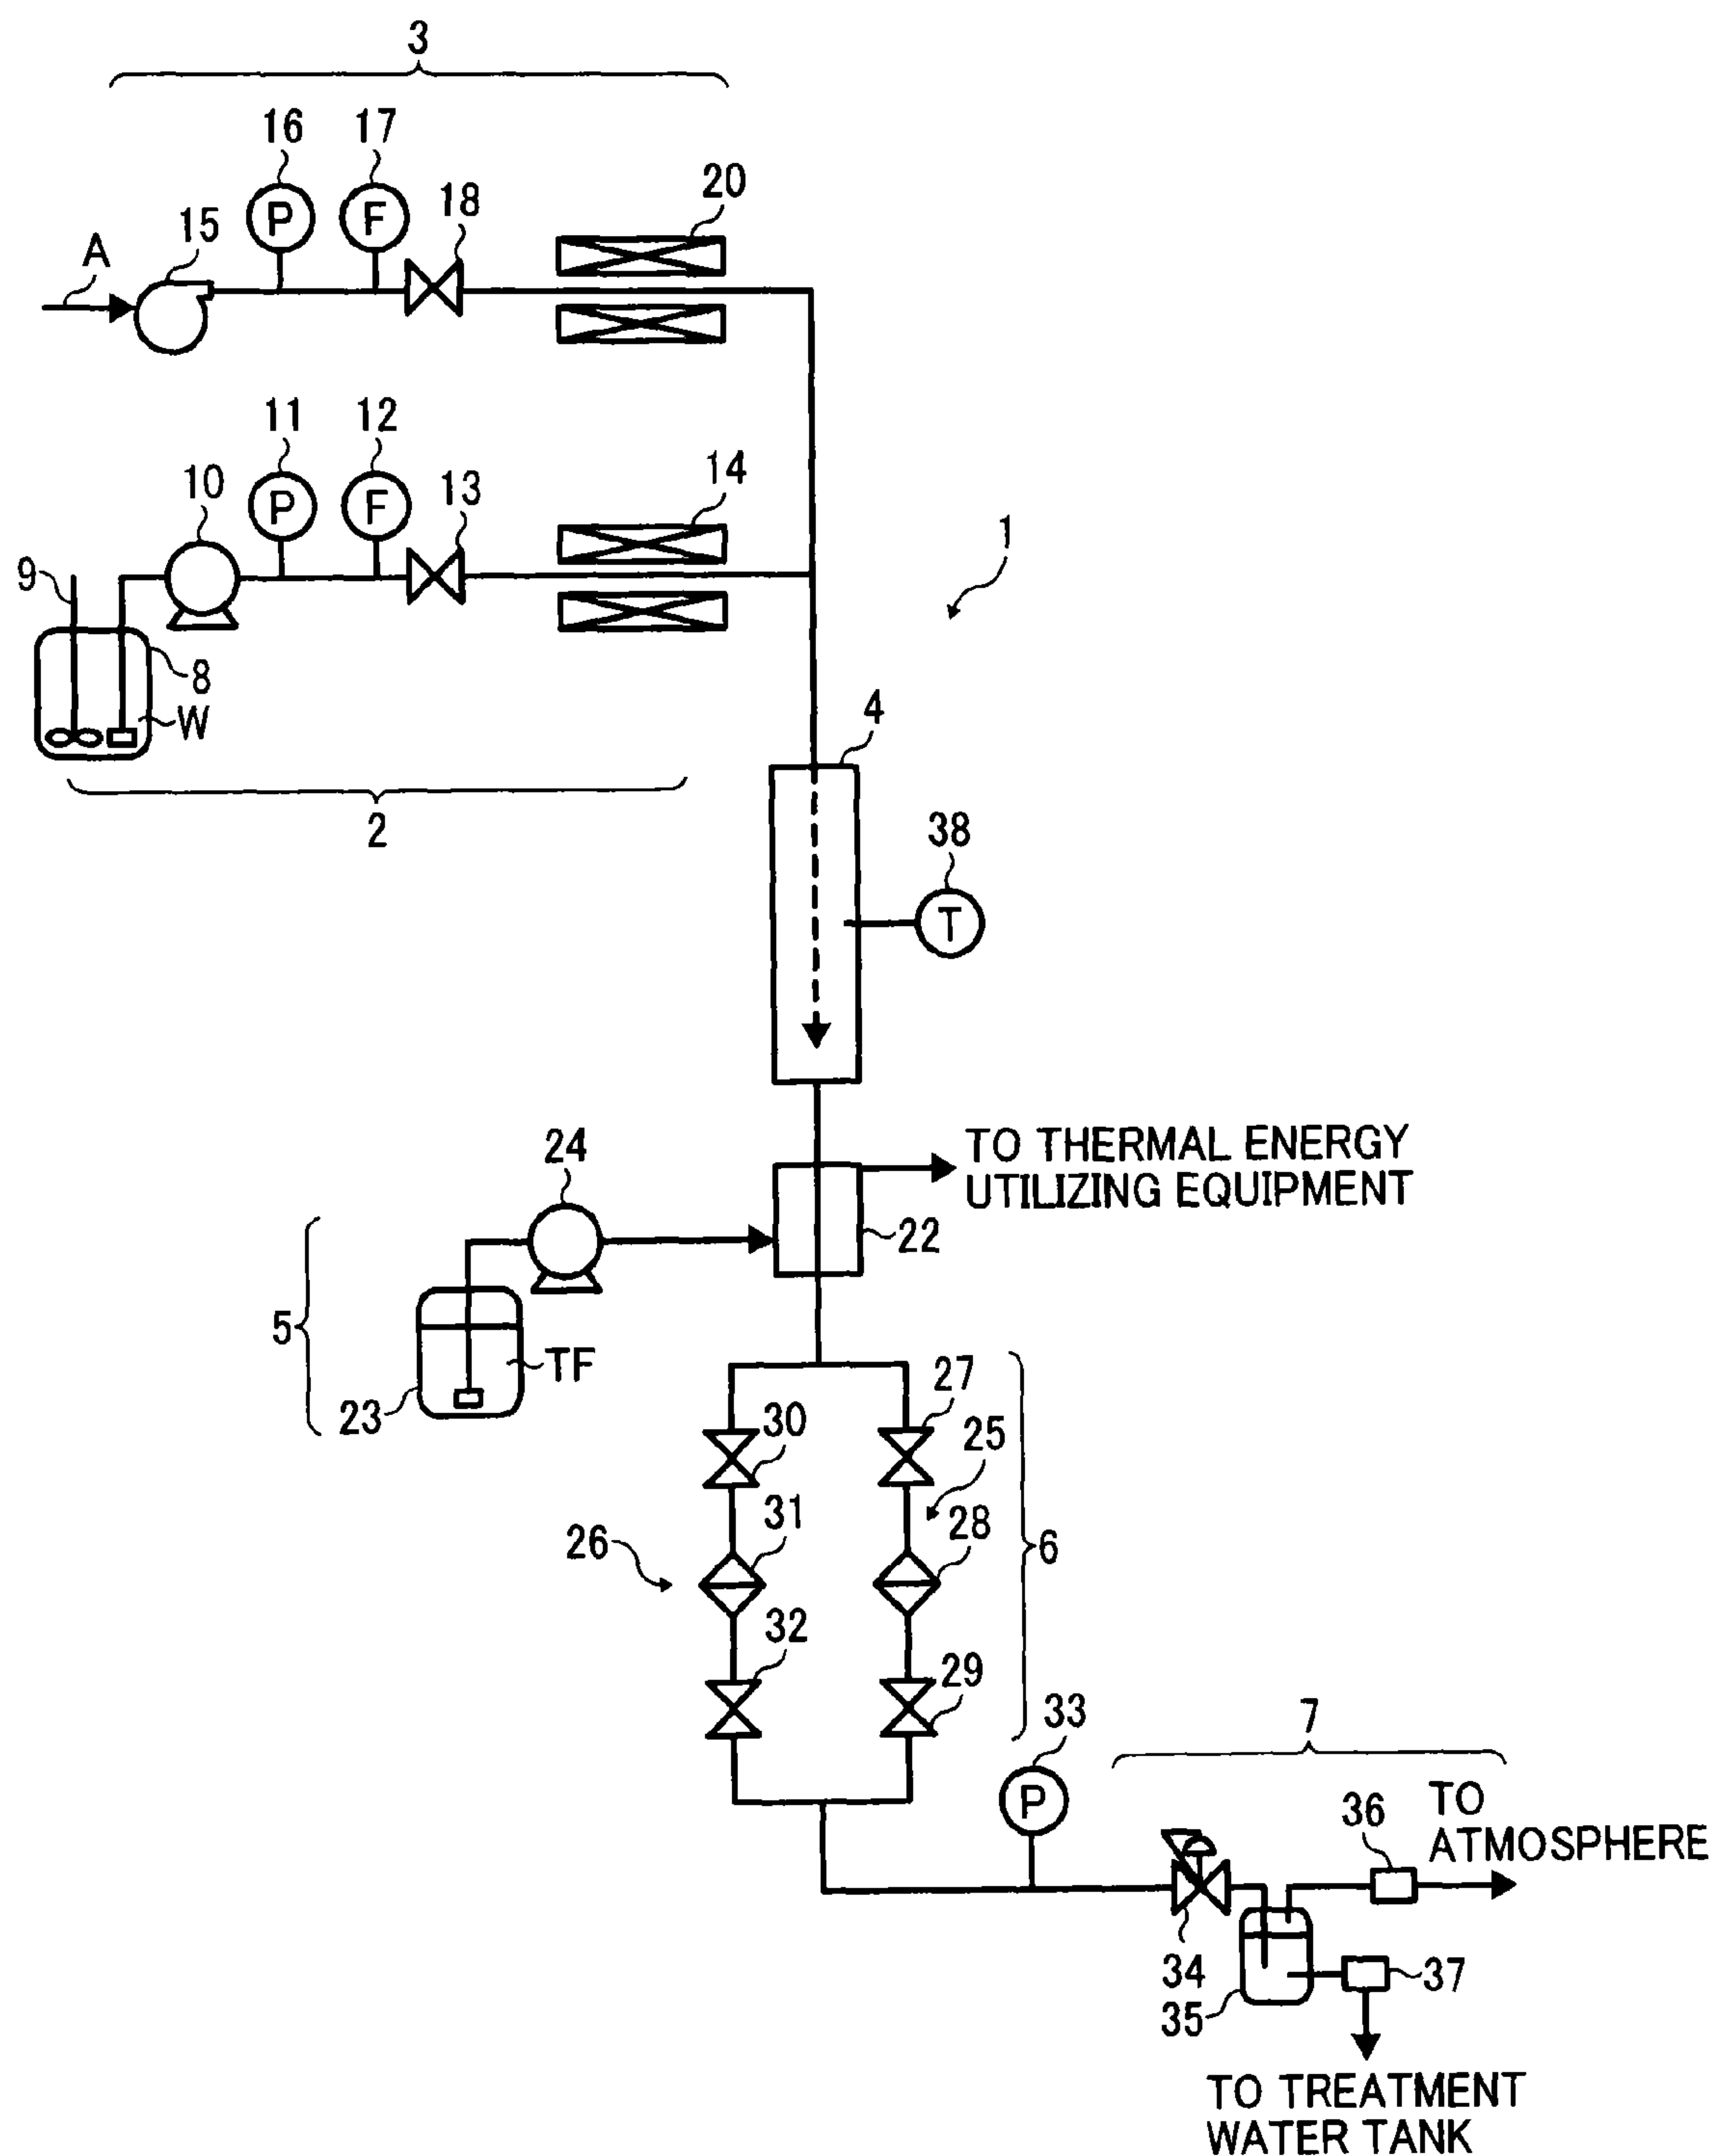 3
16 17
20
18
15
P F
A
11 12
14
10 13
P F
1
9
8
W
4
2
38
T
24
TO THERMAL ENERGY
UTILIZING EQUIPMENT
22
5
TF
27
23
30
25
31
28
26
6
32
29
33
7
P
TO
36
ATMOSPHERE
34
37
35
TO TREATMENT
WATER TANK